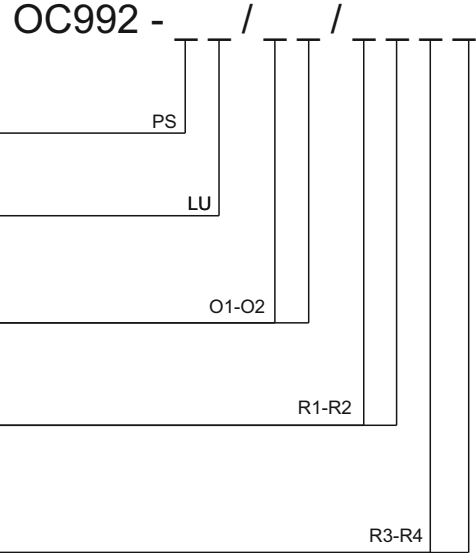 OC992 - _ _ / _ _ / _ _ _ _
PS
LU
O1-O2
R1-R2
R3-R4